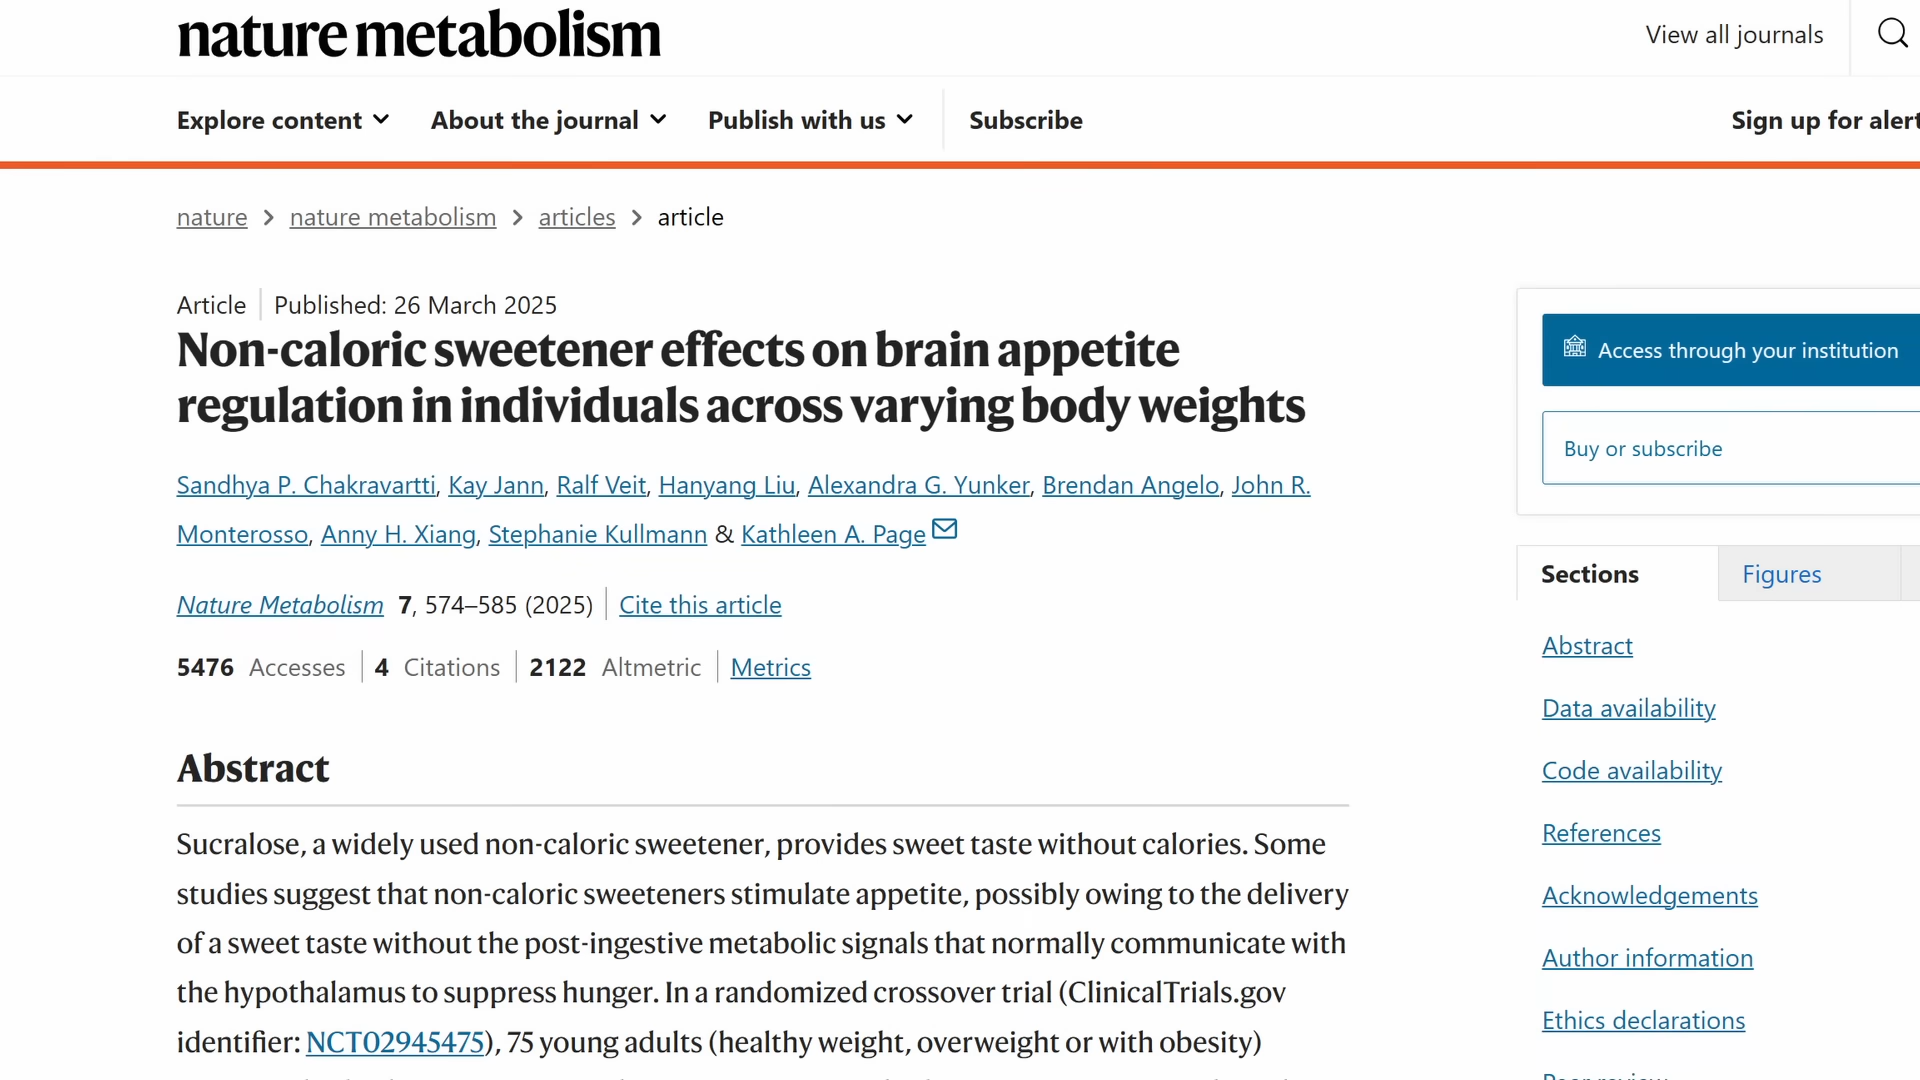 nature metabolism
View all journals
Explore content
About the journal
Publish with us
Subscribe
Sign up for alert
nature > nature metabolism > articles > article
Article | Published: 26 March 2025
Non-caloric sweetener effects on brain appetite
regulation in individuals across varying body weights
Sandhya P. Chakravartti, Kay Jann, Ralf Veit, Hanyang Liu, Alexandra G. Yunker, Brendan Angelo, John R.
Monterosso, Anny H. Xiang, Stephanie Kullmann & Kathleen A. Page
Nature Metabolism 7, 574–585 (2025) | Cite this article
5476 Accesses | 4 Citations | 2122 Altmetric | Metrics
Abstract
Sucralose, a widely used non-caloric sweetener, provides sweet taste without calories. Some
studies suggest that non-caloric sweeteners stimulate appetite, possibly owing to the delivery
of a sweet taste without the post-ingestive metabolic signals that normally communicate with
the hypothalamus to suppress hunger. In a randomized crossover trial (ClinicalTrials.gov
identifier: NCT02945475), 75 young adults (healthy weight, overweight or with obesity)
Access through your institution
Buy or subscribe
Sections
Figures
Abstract
Data availability
Code availability
References
Acknowledgements
Author information
Ethics declarations